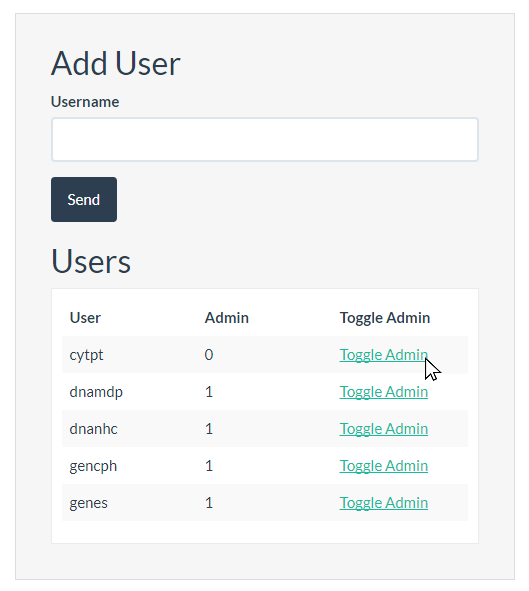 Add User
Username
Send
Users
User Admin Toggle Admin
cytpt 0 Toggle Admin
dnamdp 1 Toggle Admin
dnanhc 1 Toggle Admin
gencph 1 Toggle Admin
genes 1 Toggle Admin